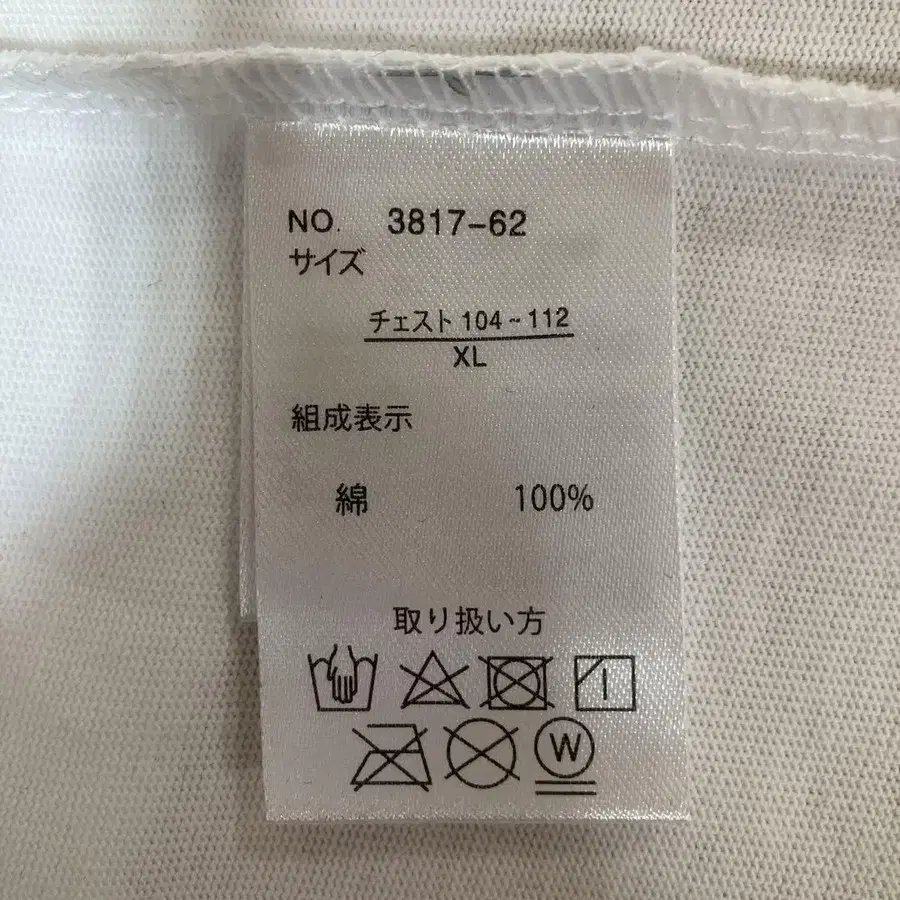 NO. 3817-62
サイズ
チェスト 104~112
XL
組成表示
綿 100%
取り扱い方
W